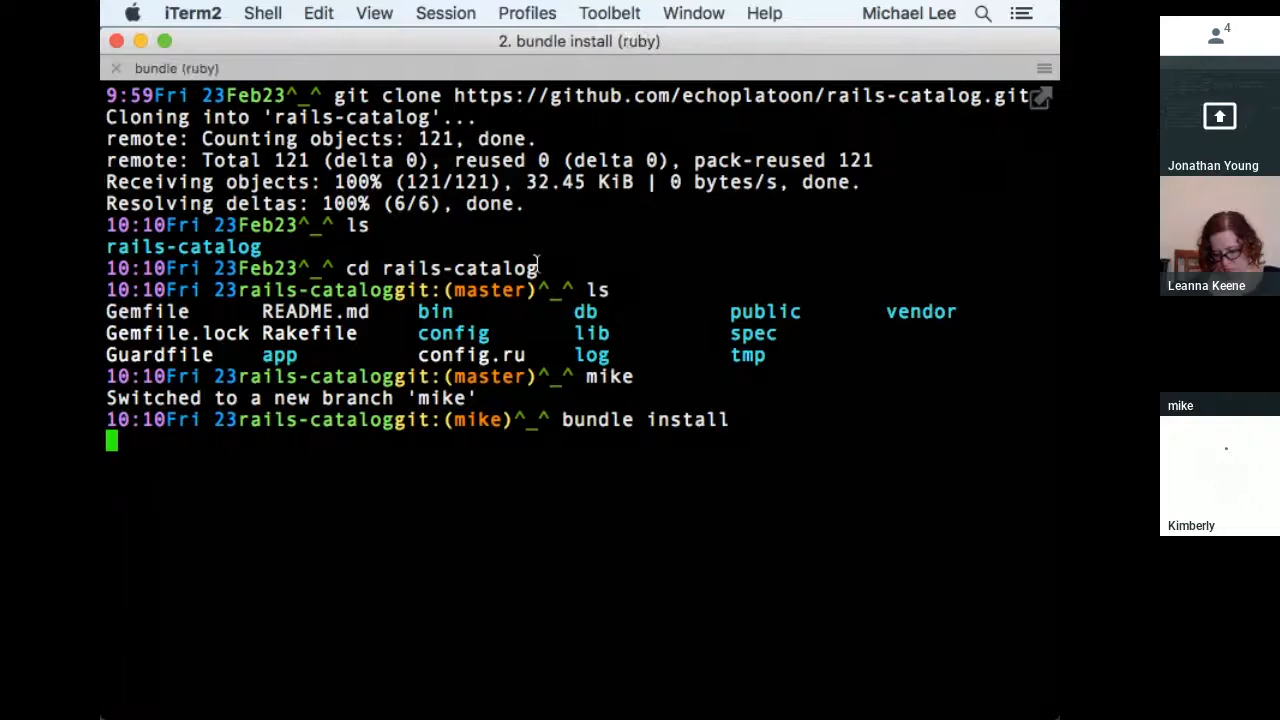 iTerm2 Shell Edit View Session Profiles Toolbelt Window Help Michael Lee
2. bundle install (ruby)
bundle (ruby)
9:59Fri 23Feb23^_^ git clone https://github.com/echoplatoon/rails-catalog.git
Cloning into 'rails-catalog'...
remote: Counting objects: 121, done.
remote: Total 121 (delta 0), reused 0 (delta 0), pack-reused 121
Receiving objects: 100% (121/121), 32.45 KiB | 0 bytes/s, done.
Resolving deltas: 100% (6/6), done.
10:10Fri 23Feb23^_^ ls
rails-catalog
10:10Fri 23Feb23^_^ cd rails-catalog
10:10Fri 23rails-cataloggit:(master)^_^ ls
Gemfile README.md bin db public vendor
Gemfile.lock Rakefile config lib spec
Guardfile app config.ru log tmp
10:10Fri 23rails-cataloggit:(master)^_^ mike
Switched to a new branch 'mike'
10:10Fri 23rails-cataloggit:(mike)^_^ bundle install
4
Jonathan Young
Leanna Keene
mike
Kimberly